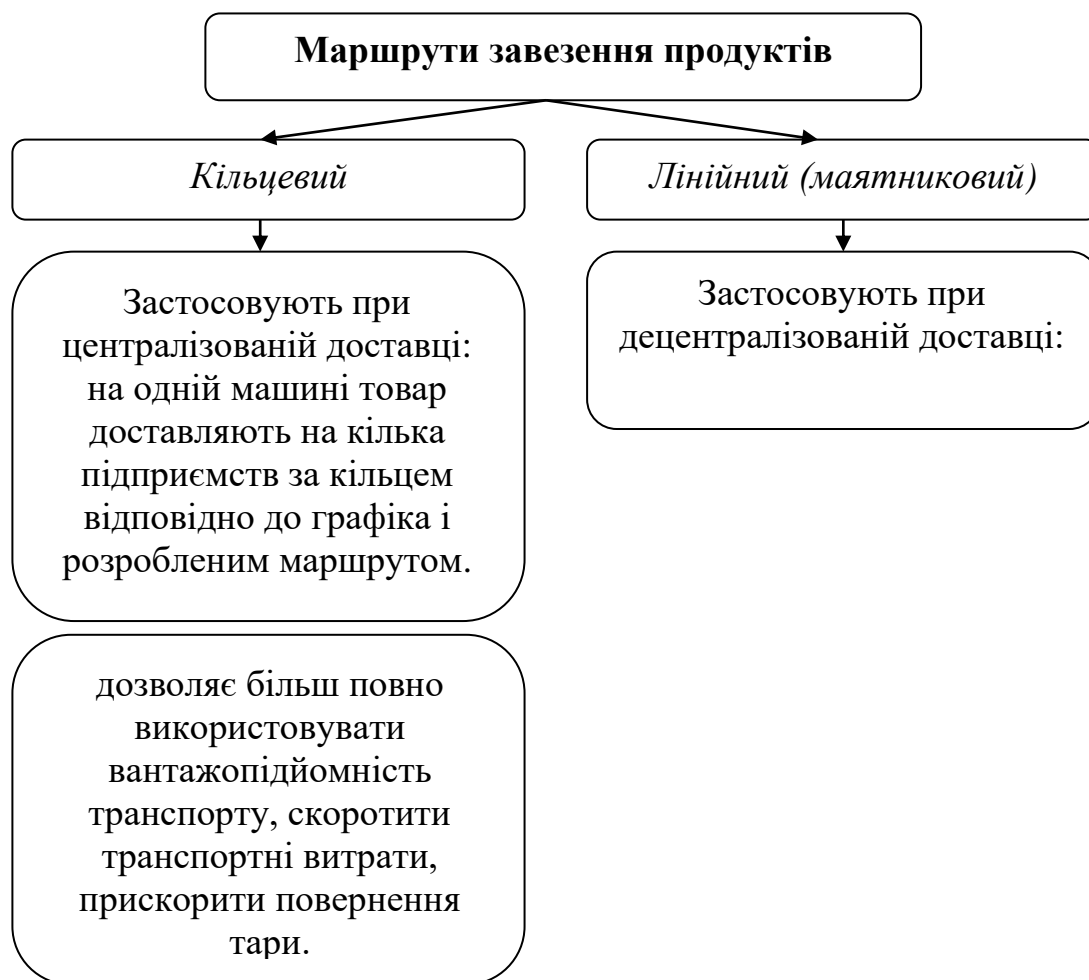 Маршрути завезення продуктів
Кільцевий
Лінійний (маятниковий)
Застосовують при
централізованій доставці:
на одній машині товар
доставляють на кілька
підприємств за кільцем
відповідно до графіка і
розробленим маршрутом.
Застосовують при
децентралізованій доставці:
дозволяє більш повно
використовувати
вантажопідйомність
транспорту, скоротити
транспортні витрати,
прискорити повернення
тари.